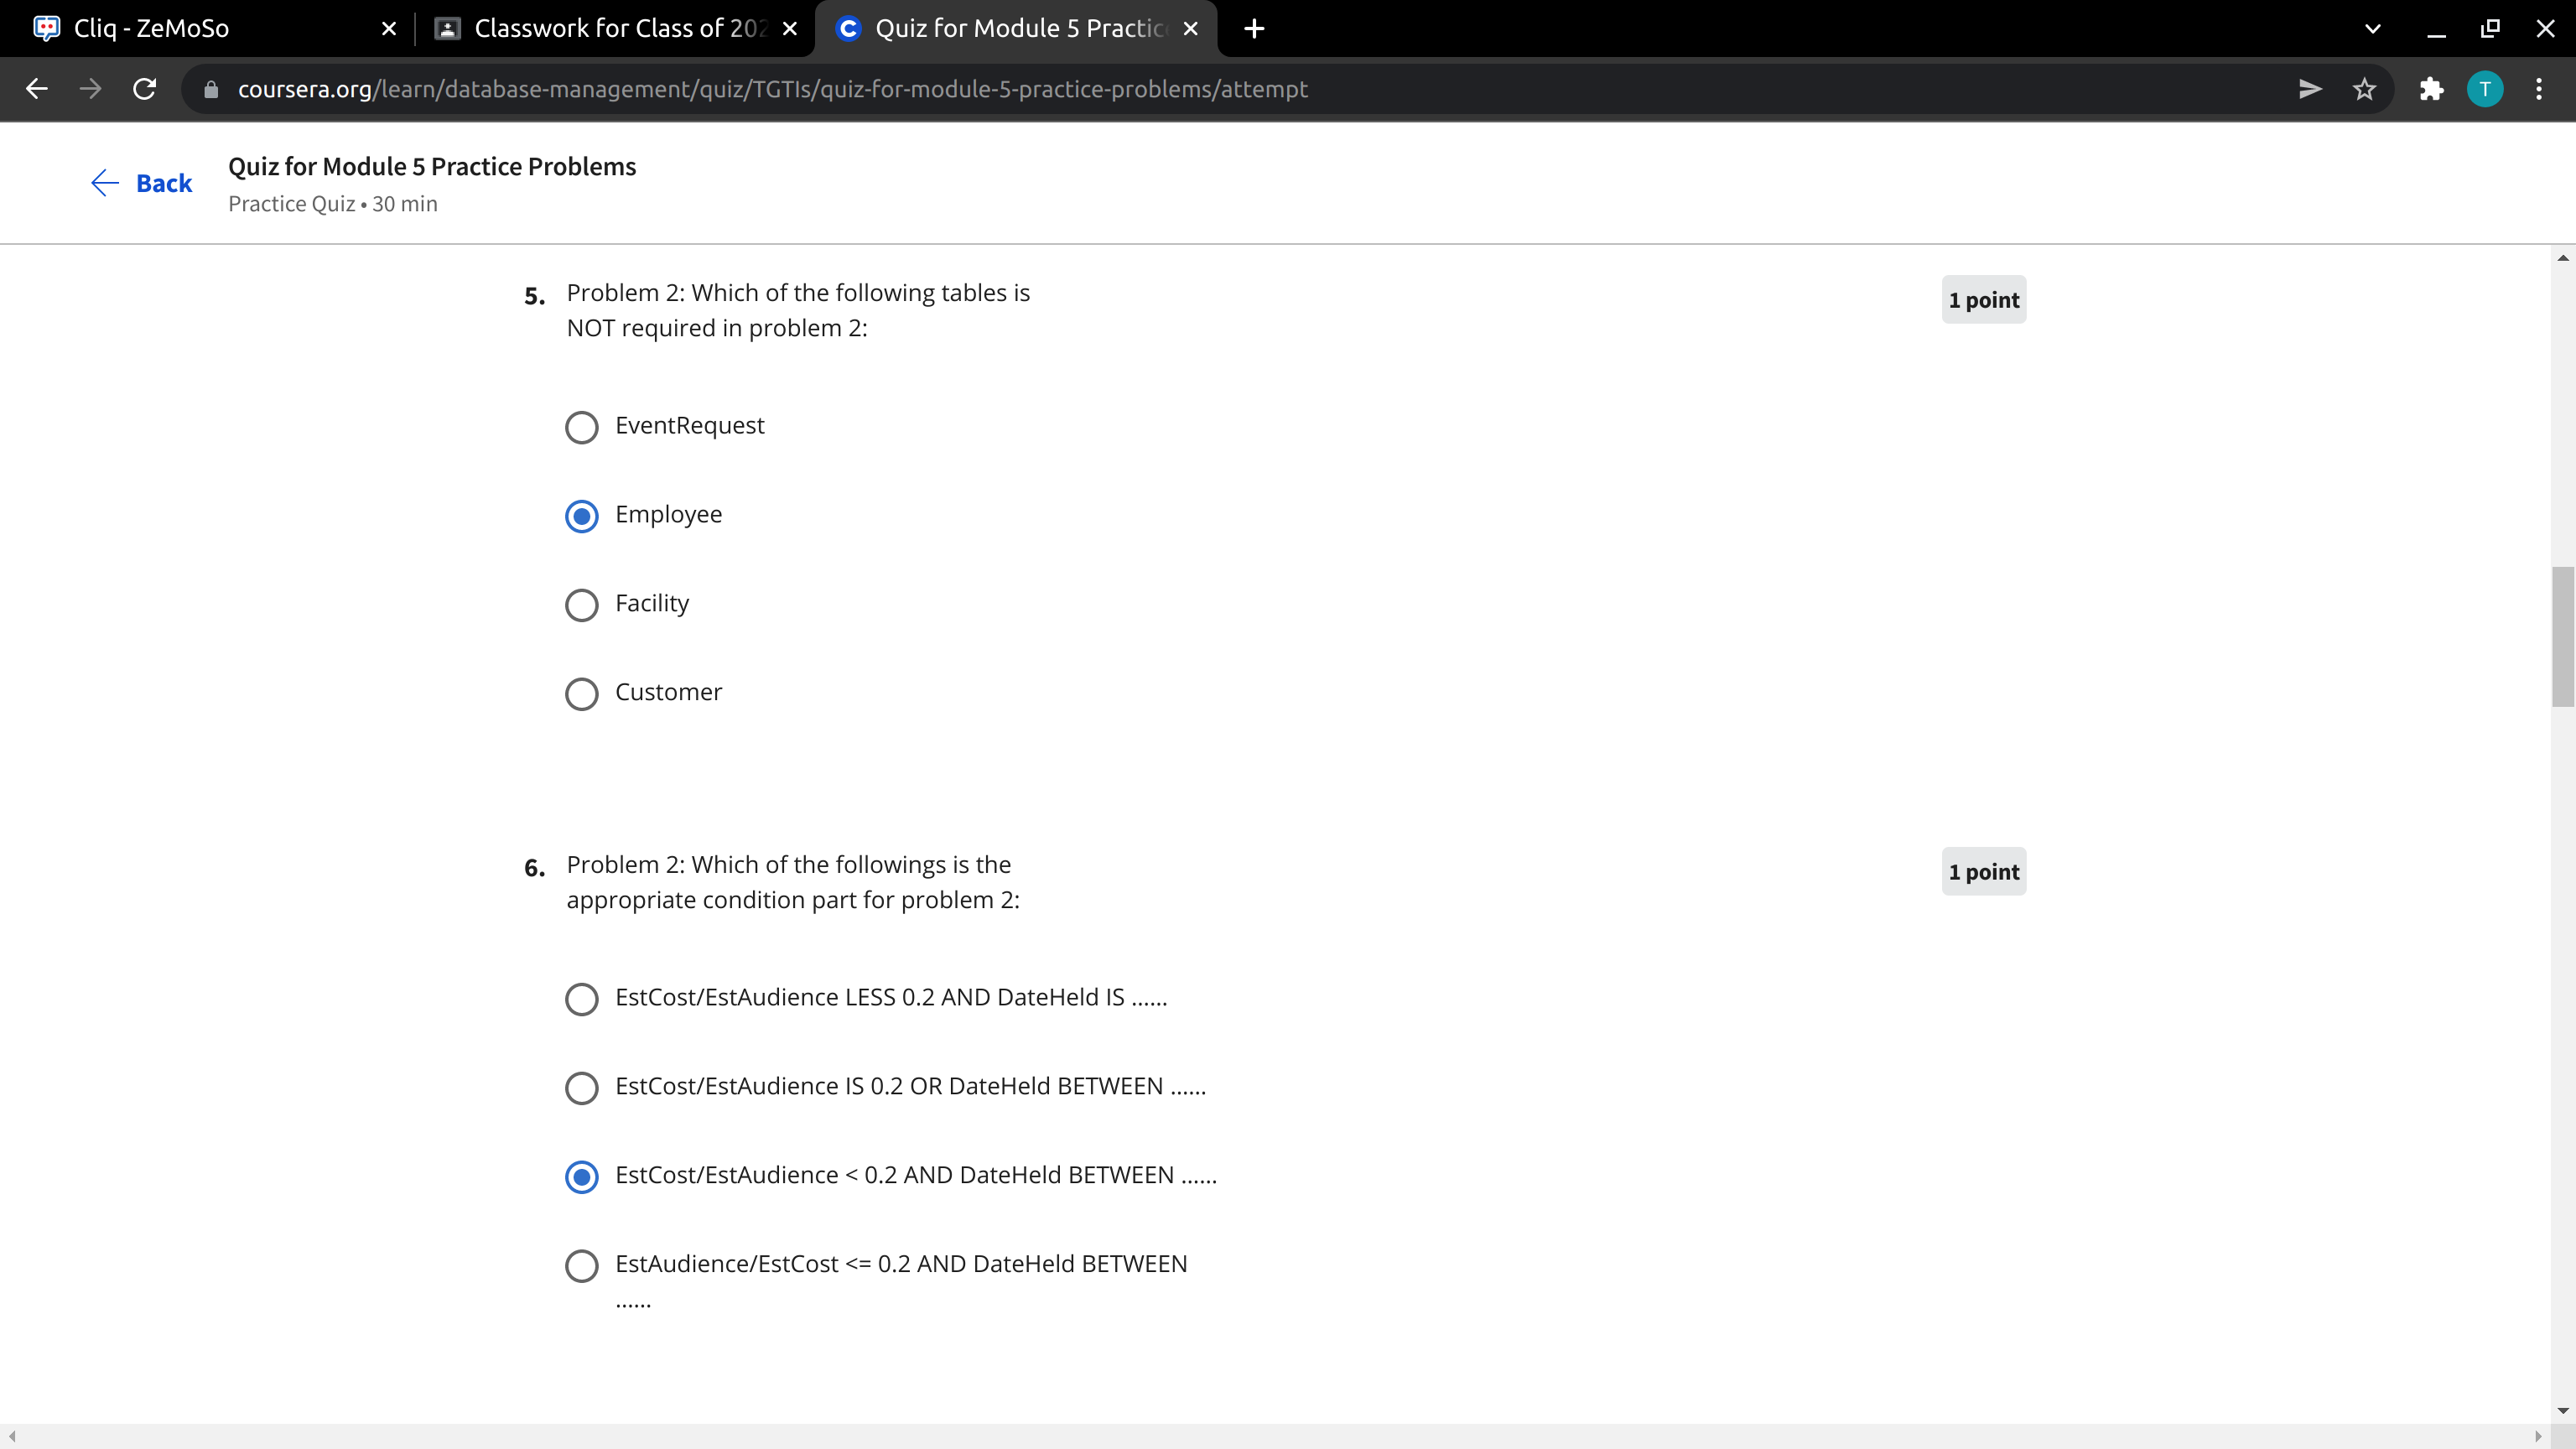 Cliq - ZeMoSo
Classwork for Class of 202
Quiz for Module 5 Practic
coursera.org/learn/database-management/quiz/TGTIs/quiz-for-module-5-practice-problems/attempt
T
Back
Quiz for Module 5 Practice Problems
Practice Quiz • 30 min
5. Problem 2: Which of the following tables is
NOT required in problem 2:
1 point
EventRequest
Employee
Facility
Customer
6. Problem 2: Which of the followings is the
appropriate condition part for problem 2:
1 point
EstCost/EstAudience LESS 0.2 AND DateHeld IS ……
EstCost/EstAudience IS 0.2 OR DateHeld BETWEEN ……
EstCost/EstAudience < 0.2 AND DateHeld BETWEEN ……
EstAudience/EstCost <= 0.2 AND DateHeld BETWEEN
……